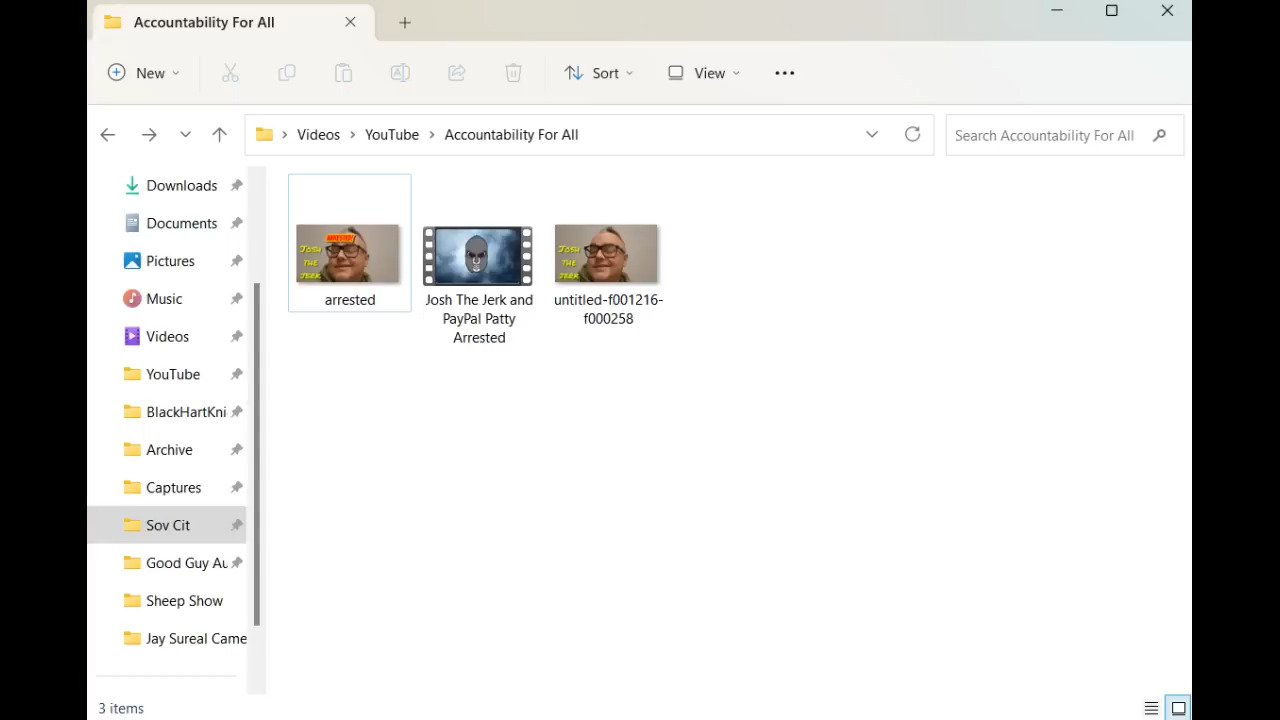 Accountability For All
New
Sort
View
Videos
YouTube
Accountability For All
Search Accountability For All
Downloads
Documents
Pictures
Music
Videos
YouTube
BlackHartKni
Archive
Captures
Sov Cit
Good Guy Au
Sheep Show
Jay Sureal Came
ARRESTED!
JOSH
THE
JERK
arrested
Josh The Jerk and
PayPal Patty
Arrested
JOSH
THE
JERK
untitled-f001216-
f000258
3 items